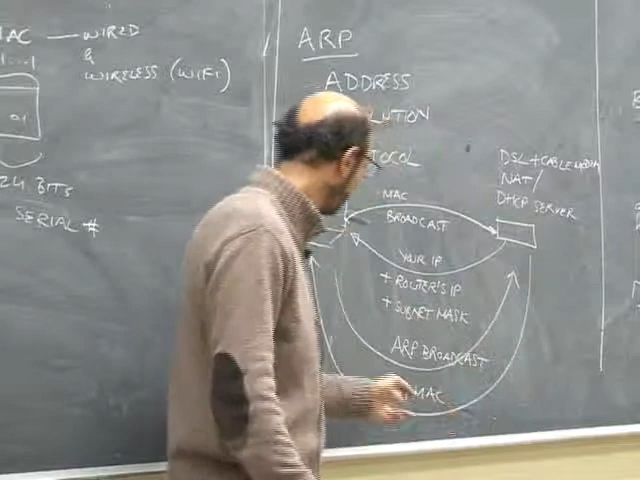 MAC — WIRED
&
WIRELESS (WIFI)
24 BITS
SERIAL #
ARP
ADDRESS
LUTION
TOCOL
MAC
BROADCAST
YOUR IP
+ ROUTER'S IP
+ SUBNET MASK
ARP BROADCAST
MAC
DSL + CABLE MODEM
NAT/
DHCP SERVER